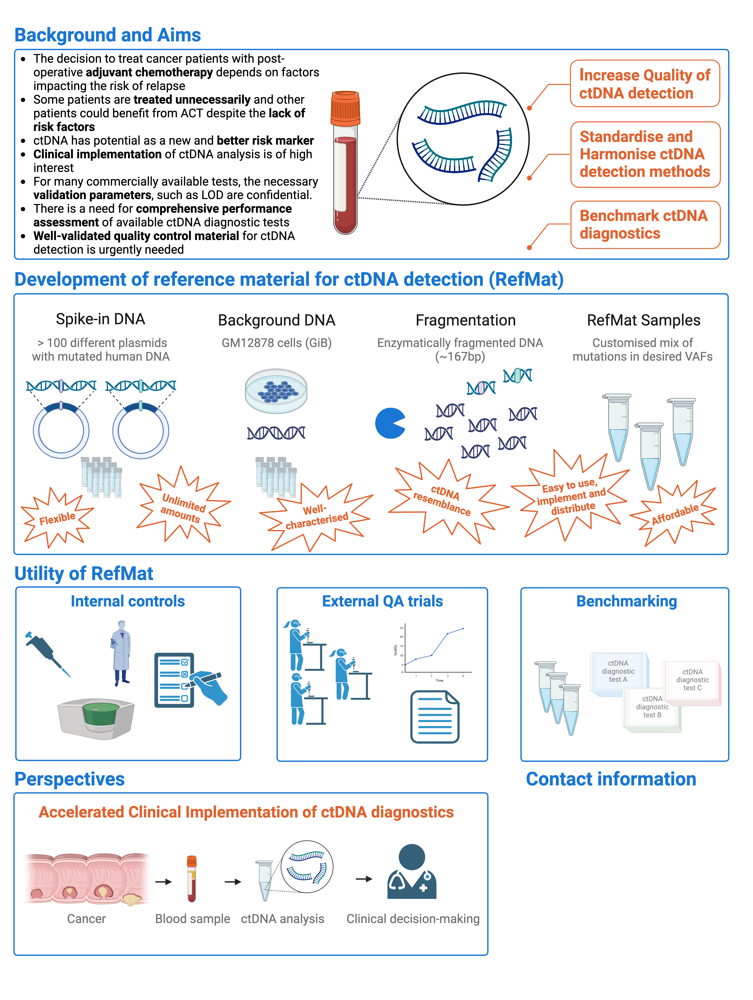 Background and Aims
• The decision to treat cancer patients with post-
operative adjuvant chemotherapy depends on factors
impacting the risk of relapse
• Some patients are treated unnecessarily and other
patients could benefit from ACT despite the lack of
risk factors
• ctDNA has potential as a new and better risk marker
• Clinical implementation of ctDNA analysis is of high
interest
• For many commercially available tests, the necessary
validation parameters, such as LOD are confidential.
• There is a need for comprehensive performance
assessment of available ctDNA diagnostic tests
• Well-validated quality control material for ctDNA
detection is urgently needed
Increase Quality of
ctDNA detection
Standardise and
Harmonise ctDNA
detection methods
Benchmark ctDNA
diagnostics
Development of reference material for ctDNA detection (RefMat)
Spike-in DNA
> 100 different plasmids
with mutated human DNA
Flexible
Unlimited
amounts
Background DNA
GM12878 cells (GiB)
Well-
characterised
Fragmentation
Enzymatically fragmented DNA
(~167bp)
ctDNA
resemblance
RefMat Samples
Customised mix of
mutations in desired VAFs
Easy to use,
implement and
distribute
Affordable
Utility of RefMat
Internal controls
External QA trials
Quality
25
20
15
10
5
0
1 2 3 4
Time
Benchmarking
ctDNA
diagnostic
test A
ctDNA
diagnostic
test B
ctDNA
diagnostic
test C
Perspectives
Accelerated Clinical Implementation of ctDNA diagnostics
Cancer
Blood sample
ctDNA analysis
Clinical decision-making
Contact information